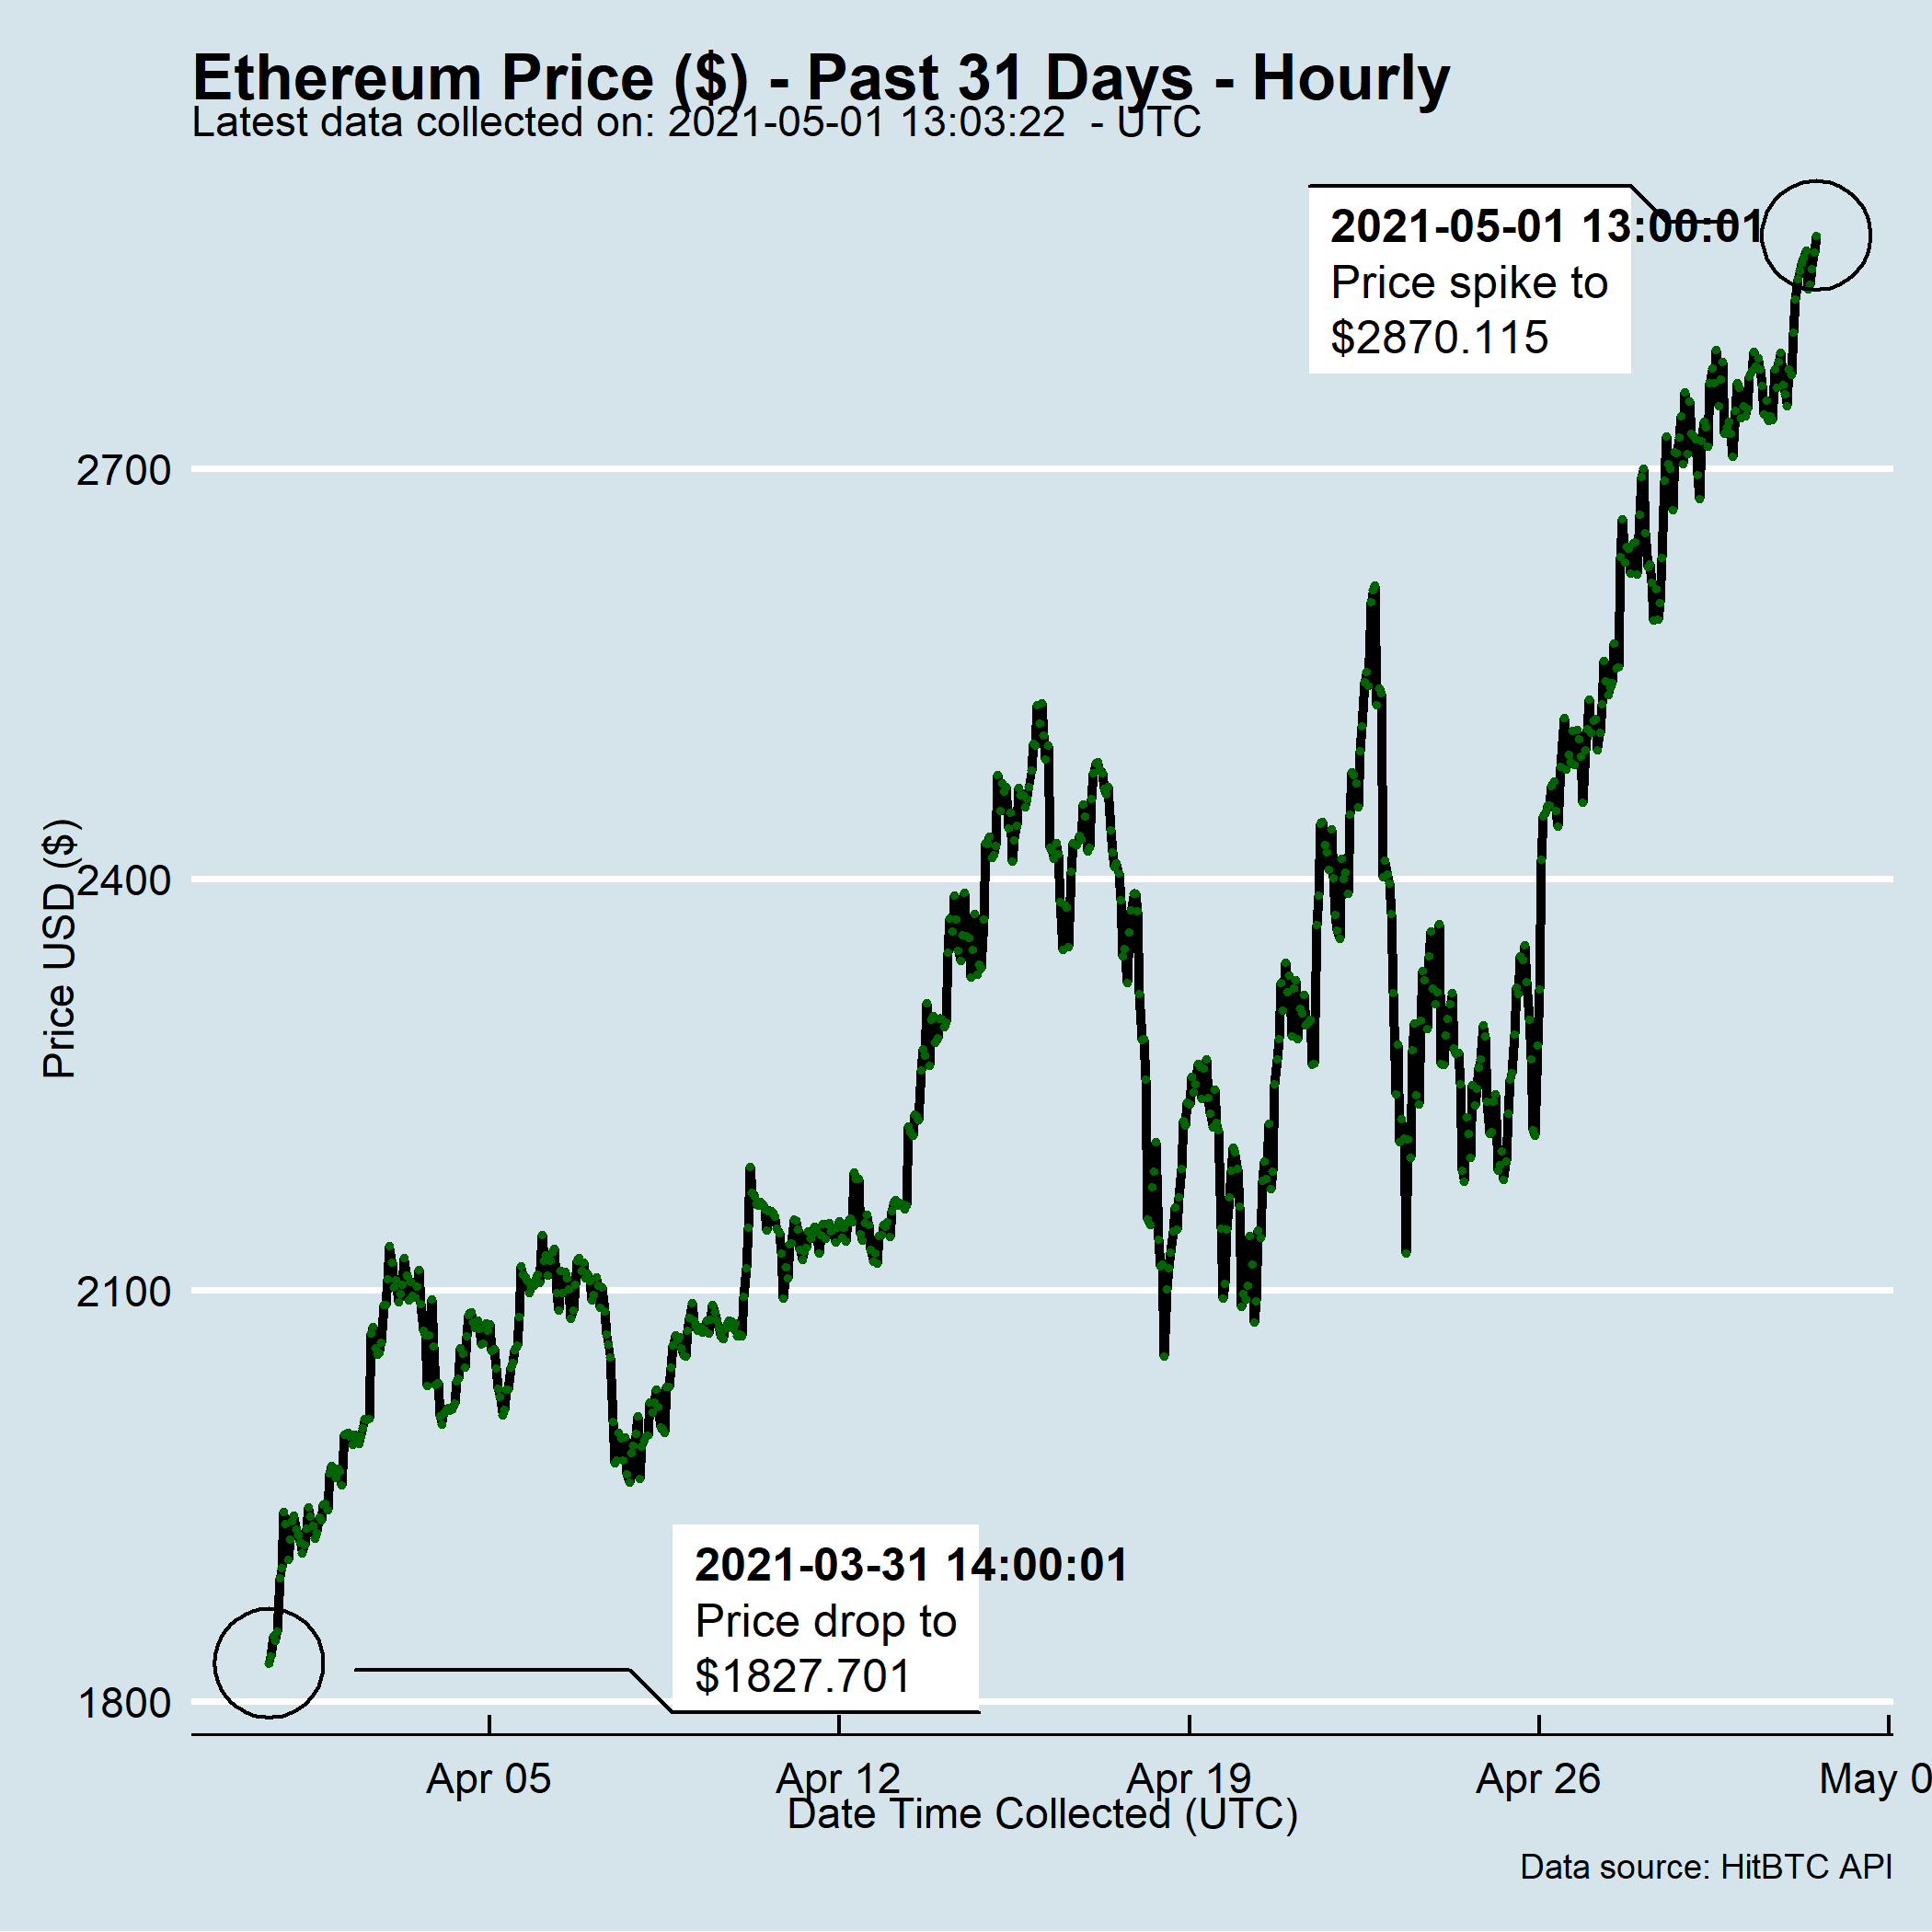 Ethereum Price ($) - Past 31 Days - Hourly
Latest data collected on: 2021-05-01 13:03:22  - UTC
2021-05-01 13:00:01
Price spike to
$2870.115
2700
2400
2100
1800
Price USD ($)
2021-03-31 14:00:01
Price drop to
$1827.701
Apr 05
Apr 12
Apr 19
Apr 26
May 0
Date Time Collected (UTC)
Data source: HitBTC API